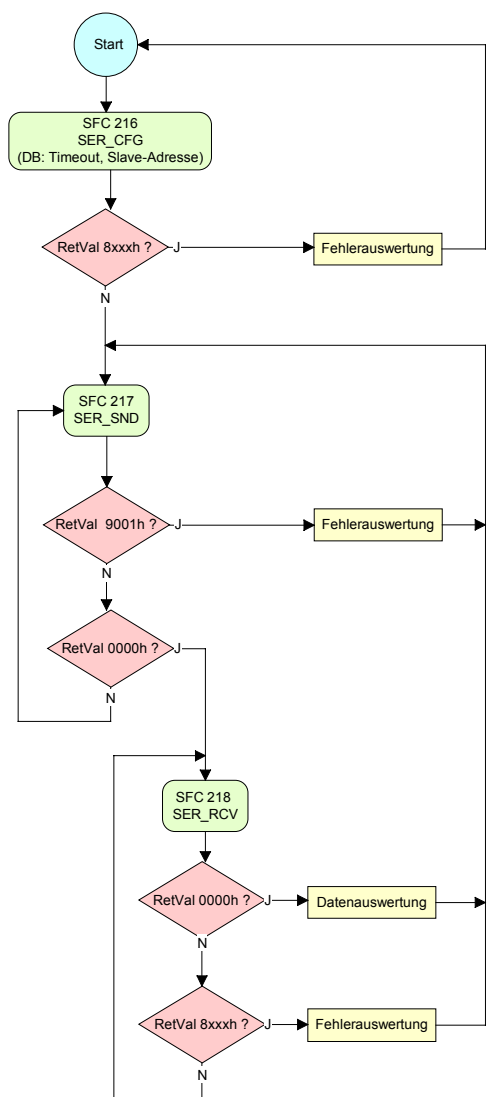 Start
SFC 216
SER_CFG
(DB: Timeout, Slave-Adresse)
RetVal 8xxxh ?
J
Fehlerauswertung
N
SFC 217
SER_SND
RetVal 9001h ?
J
Fehlerauswertung
N
RetVal 0000h ?
J
N
SFC 218
SER_RCV
RetVal 0000h ?
J
Datenauswertung
N
RetVal 8xxxh ?
J
Fehlerauswertung
N